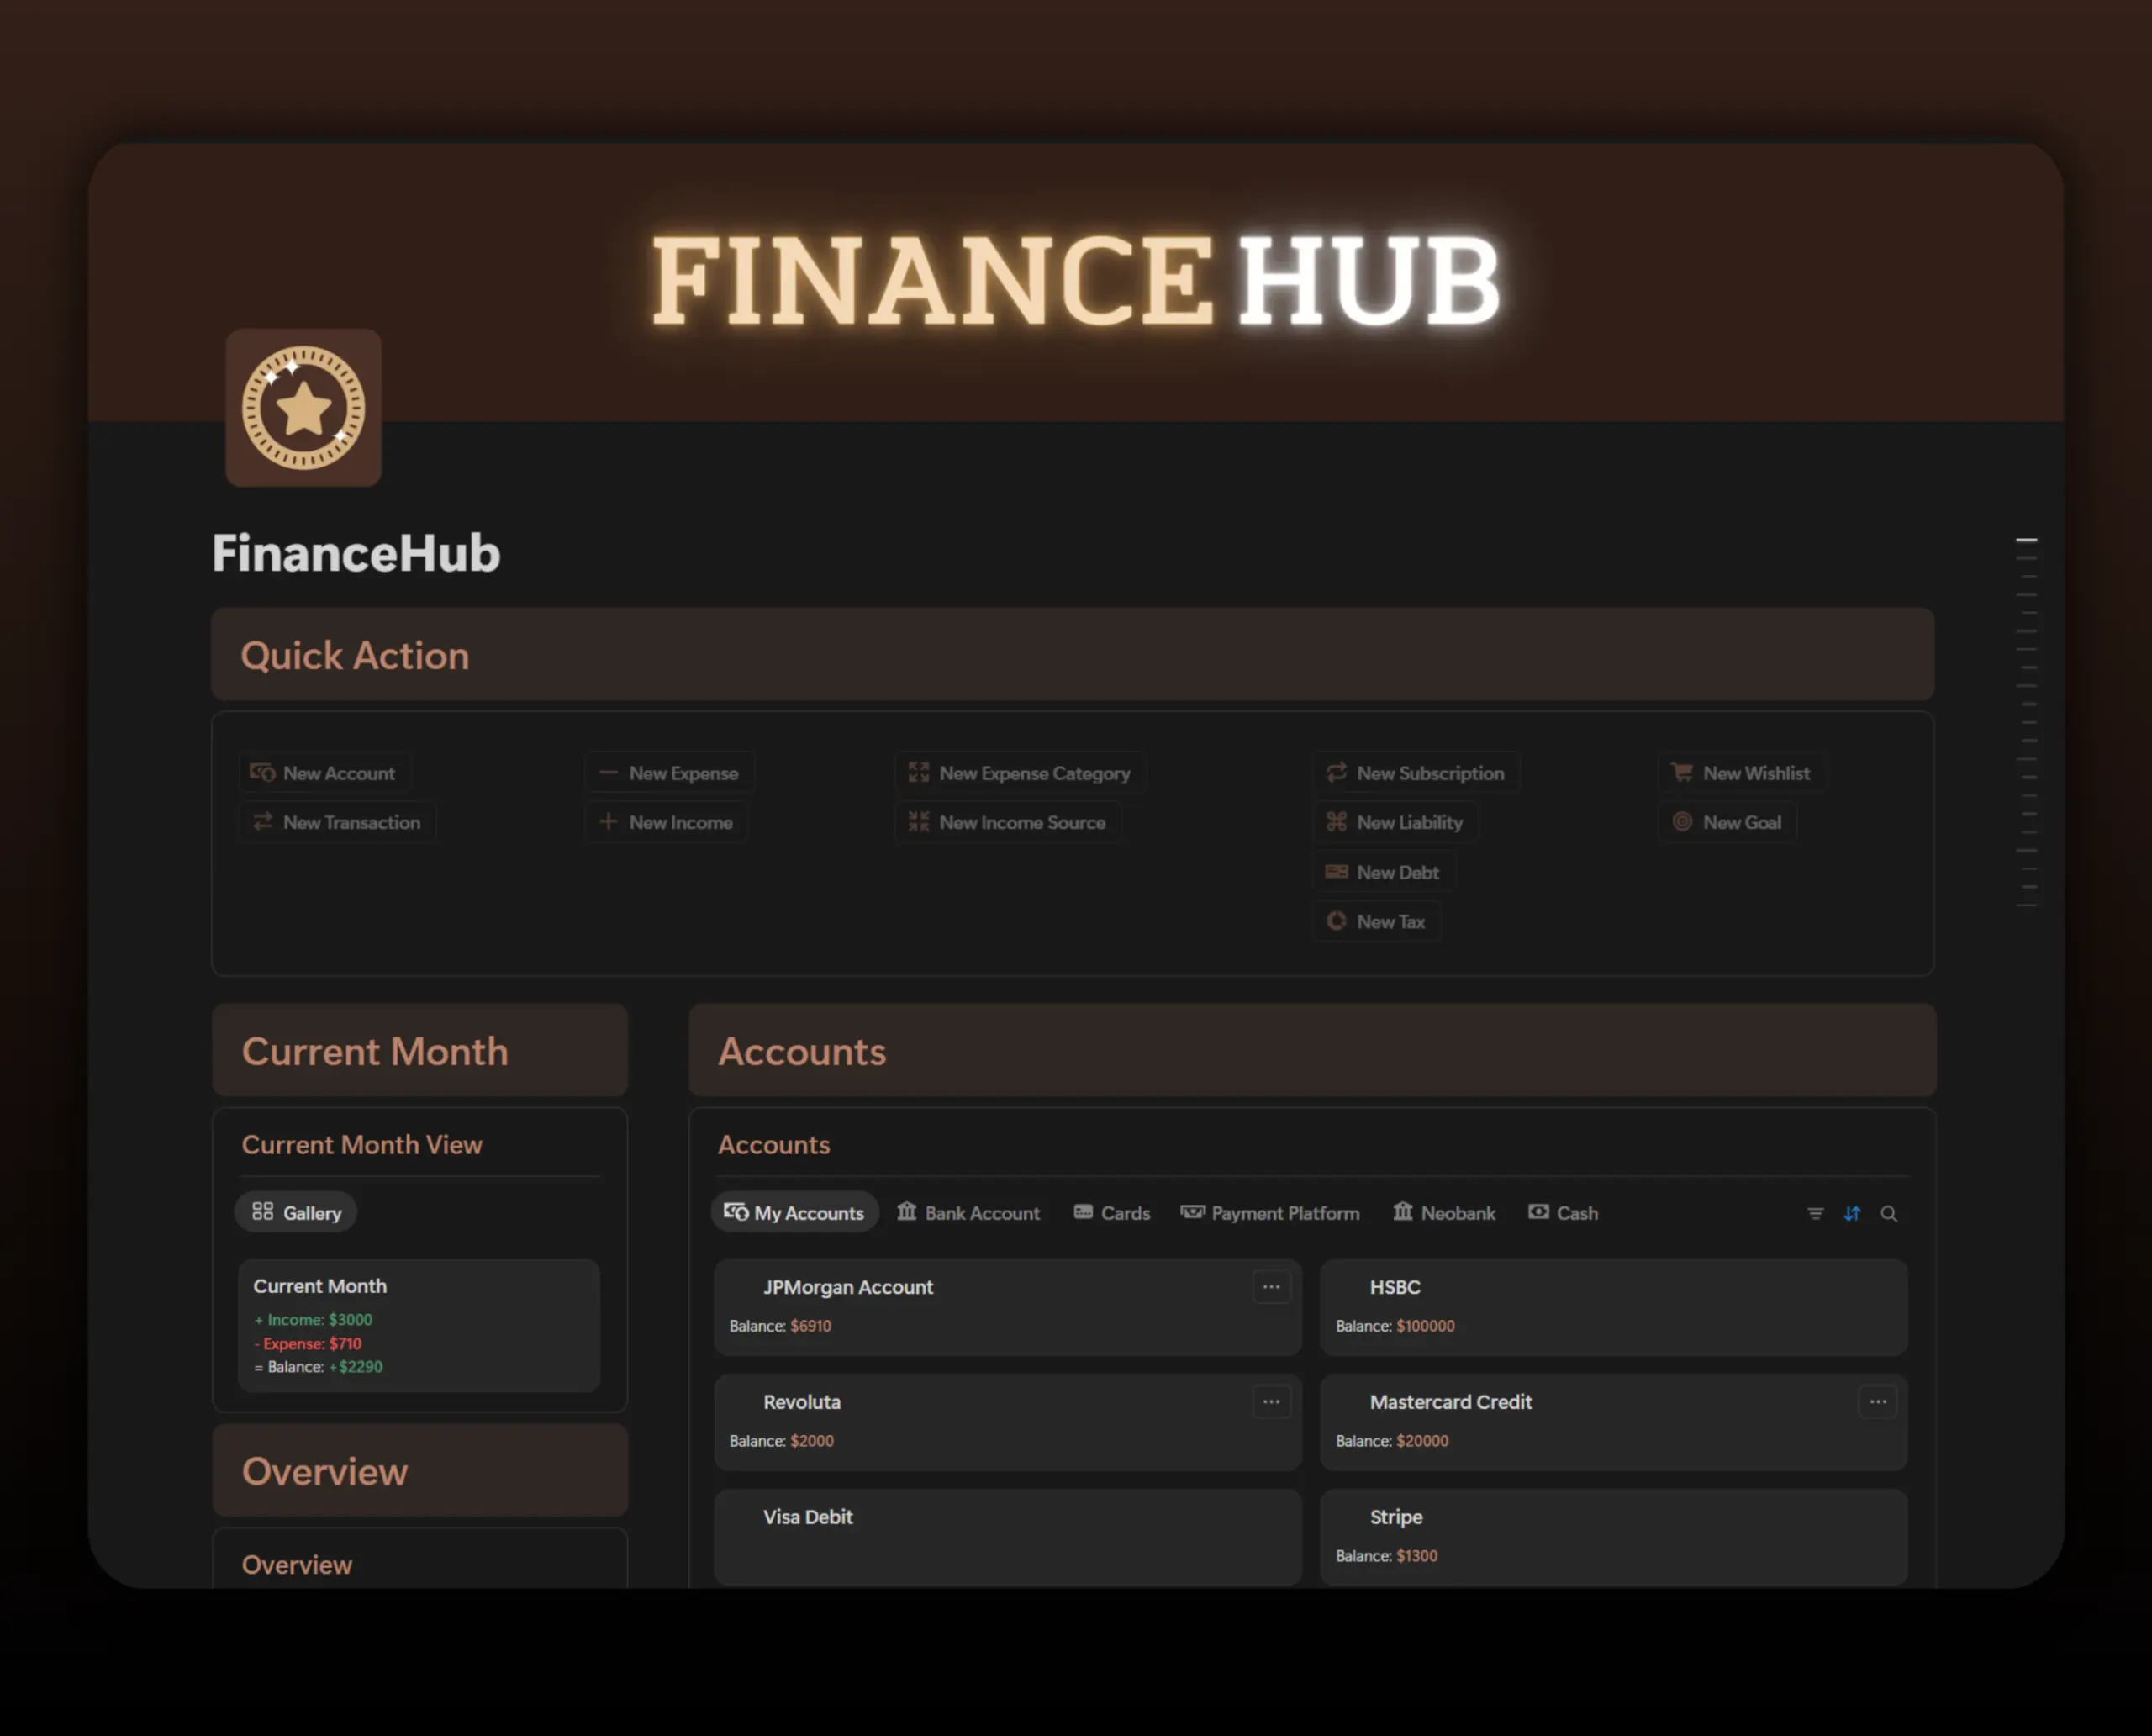 FINANCE HUB
FinanceHub
Quick Action
New Account
New Transaction
New Expense
New Income
New Expense Category
New Income Source
New Subscription
New Liability
New Debt
New Tax
New Wishlist
New Goal
Current Month
Current Month View
Gallery
Current Month
+ Income: $3000
- Expense: $710
= Balance: +$2290
Overview
Overview
Accounts
Accounts
My Accounts Bank Account Cards Payment Platform Neobank Cash
JPMorgan Account
Balance: $6910
HSBC
Balance: $100000
Revoluta
Balance: $2000
Mastercard Credit
Balance: $20000
Visa Debit
Stripe
Balance: $1300